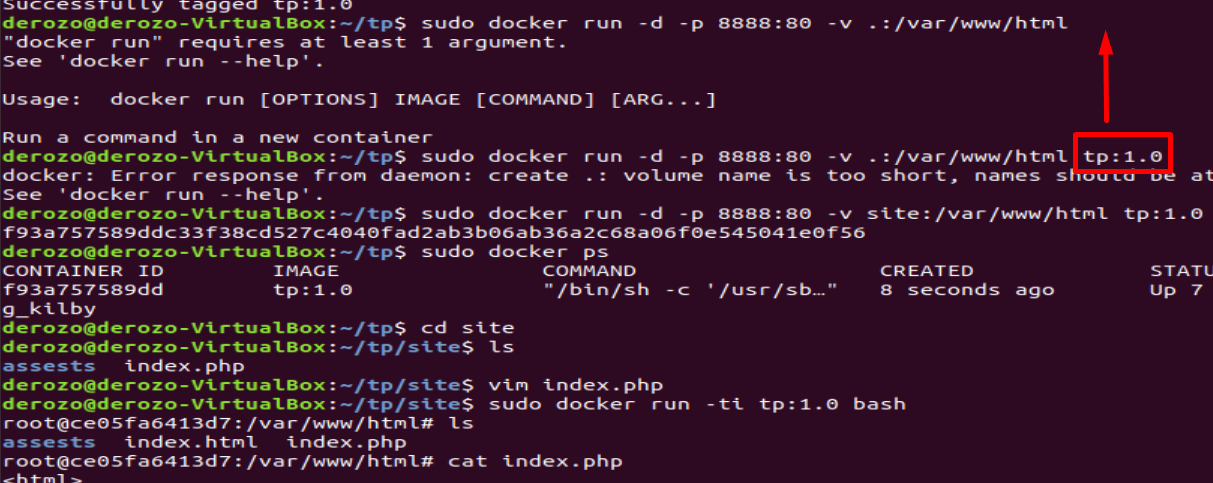 Successfully tagged tp:1.0
derozo@derozo-VirtualBox:~/tp$ sudo docker run -d -p 8888:80 -v .:/var/www/html
"docker run" requires at least 1 argument.
See 'docker run --help'.
Usage:  docker run [OPTIONS] IMAGE [COMMAND] [ARG...]
Run a command in a new container
derozo@derozo-VirtualBox:~/tp$ sudo docker run -d -p 8888:80 -v .:/var/www/html tp:1.0
docker: Error response from daemon: create .: volume name is too short, names should be at
See 'docker run --help'.
derozo@derozo-VirtualBox:~/tp$ sudo docker run -d -p 8888:80 -v site:/var/www/html tp:1.0
f93a757589ddc33f38cd527c4040fad2ab3b06ab36a2c68a06f0e545041e0f56
derozo@derozo-VirtualBox:~/tp$ sudo docker ps
CONTAINER ID        IMAGE               COMMAND                  CREATED             STATU
f93a757589dd        tp:1.0              "/bin/sh -c '/usr/sb…"   8 seconds ago       Up 7
g_kilby
derozo@derozo-VirtualBox:~/tp$ cd site
derozo@derozo-VirtualBox:~/tp/site$ ls
assests  index.php
derozo@derozo-VirtualBox:~/tp/site$ vim index.php
derozo@derozo-VirtualBox:~/tp/site$ sudo docker run -ti tp:1.0 bash
root@ce05fa6413d7:/var/www/html# ls
assests  index.html  index.php
root@ce05fa6413d7:/var/www/html# cat index.php
<html>